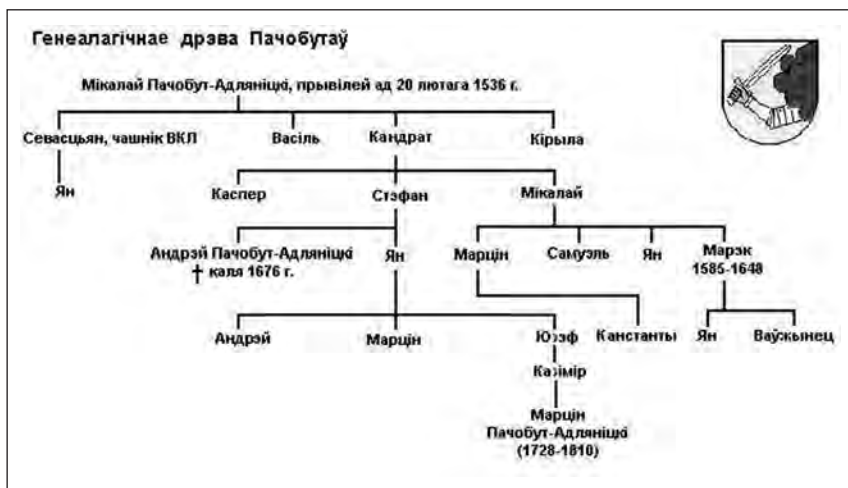 Генеалагічнае дрэва Пачобутаў
Мікалай Пачобут-Адляніцкі, прывілей ад 20 лютага 1536 г.
Севасцьян, чашнік ВКЛ Васіль Кандрат Кірыла
Ян Каспер Стэфан Мікалай
Андрэй Пачобут-Адляніцкі Ян Марцін Самуэль Ян Марэк
† каля 1676 г. 1585-1648
Андрэй Марцін Юзэф Канстанты Ян Ваўжынец
Казімір
Марцін
Пачобут-Адляніцкі
(1728-1810)